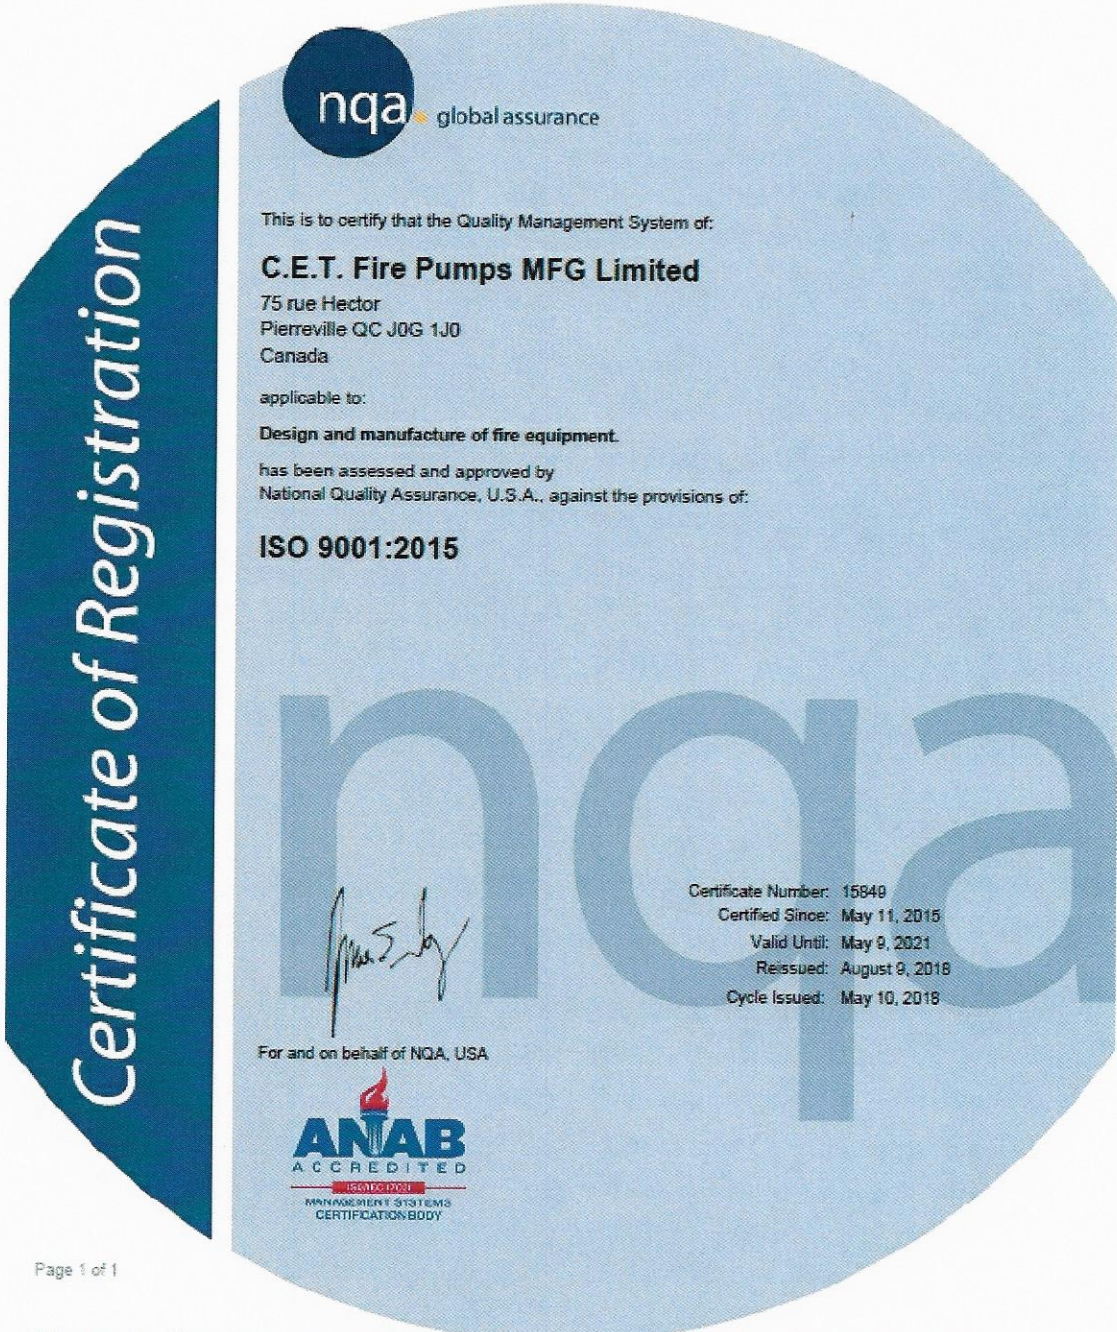 nqa. global assurance
Certificate of Registration
This is to certify that the Quality Management System of:
C.E.T. Fire Pumps MFG Limited
75 rue Hector
Pierreville QC J0G 1J0
Canada
applicable to:
Design and manufacture of fire equipment.
has been assessed and approved by
National Quality Assurance, U.S.A., against the provisions of:
ISO 9001:2015
nqa
Certificate Number: 15849
Certified Since: May 11, 2015
Valid Until: May 9, 2021
Reissued: August 9, 2018
Cycle Issued: May 10, 2018
For and on behalf of NQA, USA
ANAB
ACCREDITED
ISO/IEC 17021
MANAGEMENT SYSTEMS
CERTIFICATION BODY
Page 1 of 1